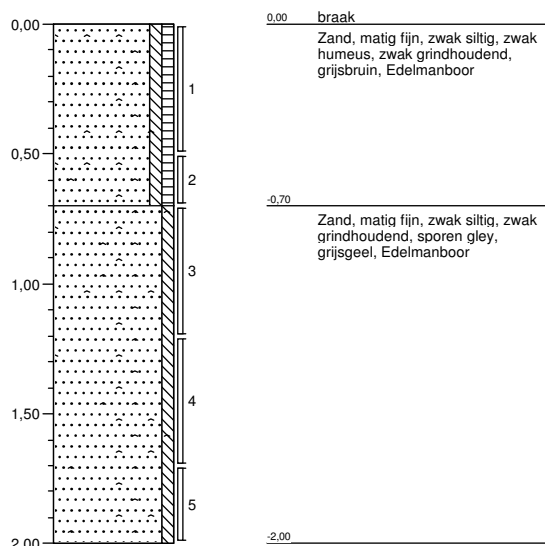 0,00
0,50
1,00
1,50
2,00
1
2
3
4
5
0,00 braak
Zand, matig fijn, zwak siltig, zwak
humeus, zwak grindhoudend,
grijsbruin, Edelmanboor
-0,70
Zand, matig fijn, zwak siltig, zwak
grindhoudend, sporen gley,
grijsgeel, Edelmanboor
-2,00